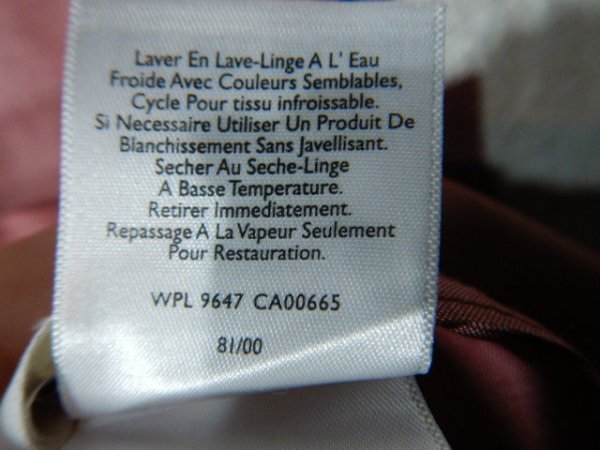 Laver En Lave-Linge A L' Eau
Froide Avec Couleurs Semblables,
Cycle Pour tissu infroissable.
Si Necessaire Utiliser Un Produit De
Blanchissement Sans Javellisant.
Secher Au Seche-Linge
A Basse Temperature.
Retirer Immediatement.
Repassage A La Vapeur Seulement
Pour Restauration.
WPL 9647 CA00665
81/00